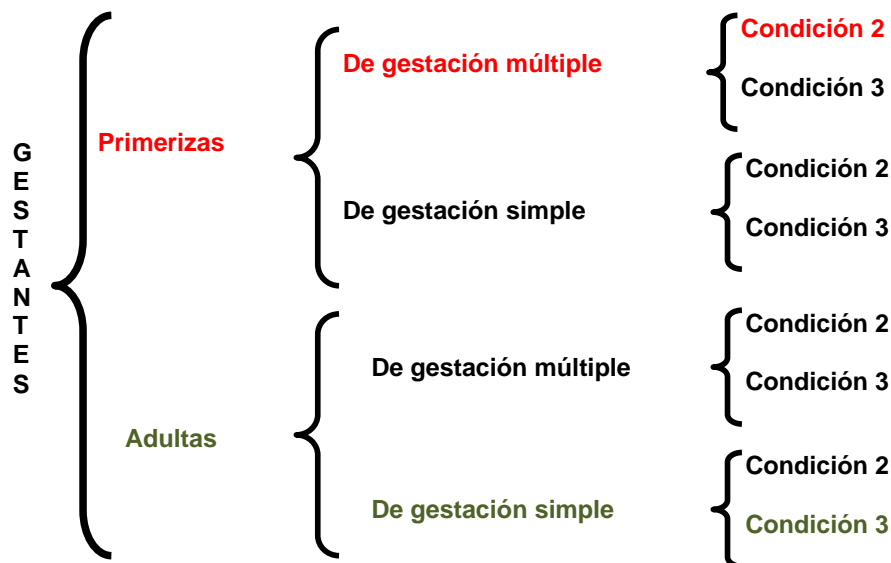 GESTANTES
Primerizas
De gestación múltiple
Condición 2
Condición 3
De gestación simple
Condición 2
Condición 3
Adultas
De gestación múltiple
Condición 2
Condición 3
De gestación simple
Condición 2
Condición 3